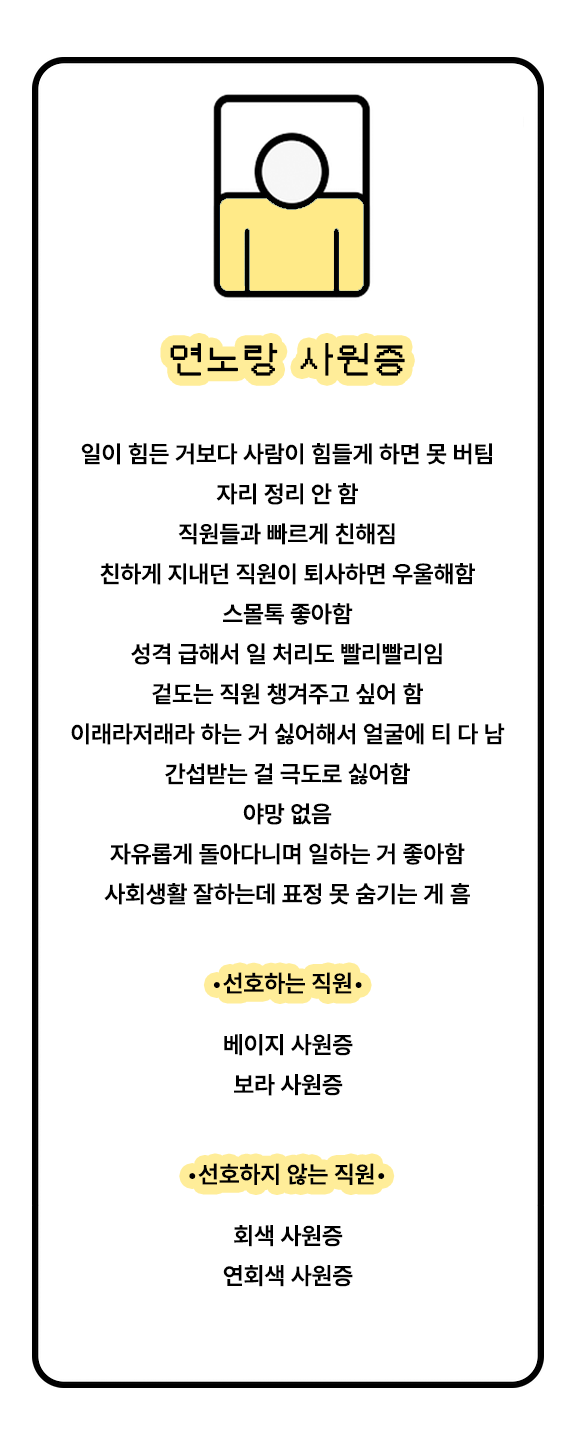 연노랑 사원증
일이 힘든 거보다 사람이 힘들게 하면 못 버팀
자리 정리 안 함
직원들과 빠르게 친해짐
친하게 지내던 직원이 퇴사하면 우울해함
스몰톡 좋아함
성격 급해서 일 처리도 빨리빨리임
겉도는 직원 챙겨주고 싶어 함
이래라저래라 하는 거 싫어해서 얼굴에 티 다 남
간섭받는 걸 극도로 싫어함
야망 없음
자유롭게 돌아다니며 일하는 거 좋아함
사회생활 잘하는데 표정 못 숨기는 게 흠
•선호하는 직원•
베이지 사원증
보라 사원증
•선호하지 않는 직원•
회색 사원증
연회색 사원증